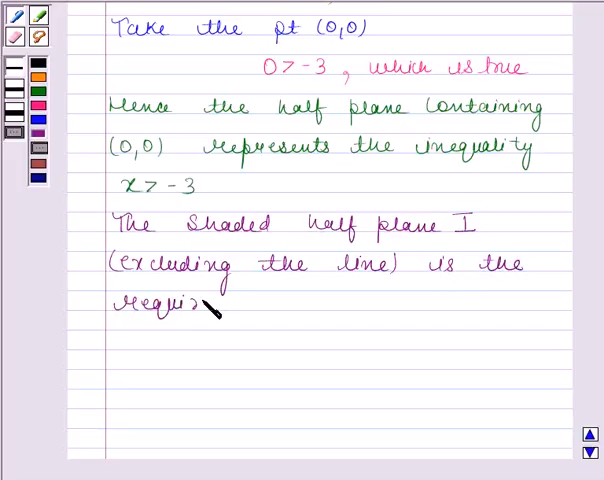 Take the pt (0,0)
0 > -3 , which is true
Hence the half plane containing
(0,0) represents the inequality
x > -3
The shaded half plane I
(excluding the line) is the
requir